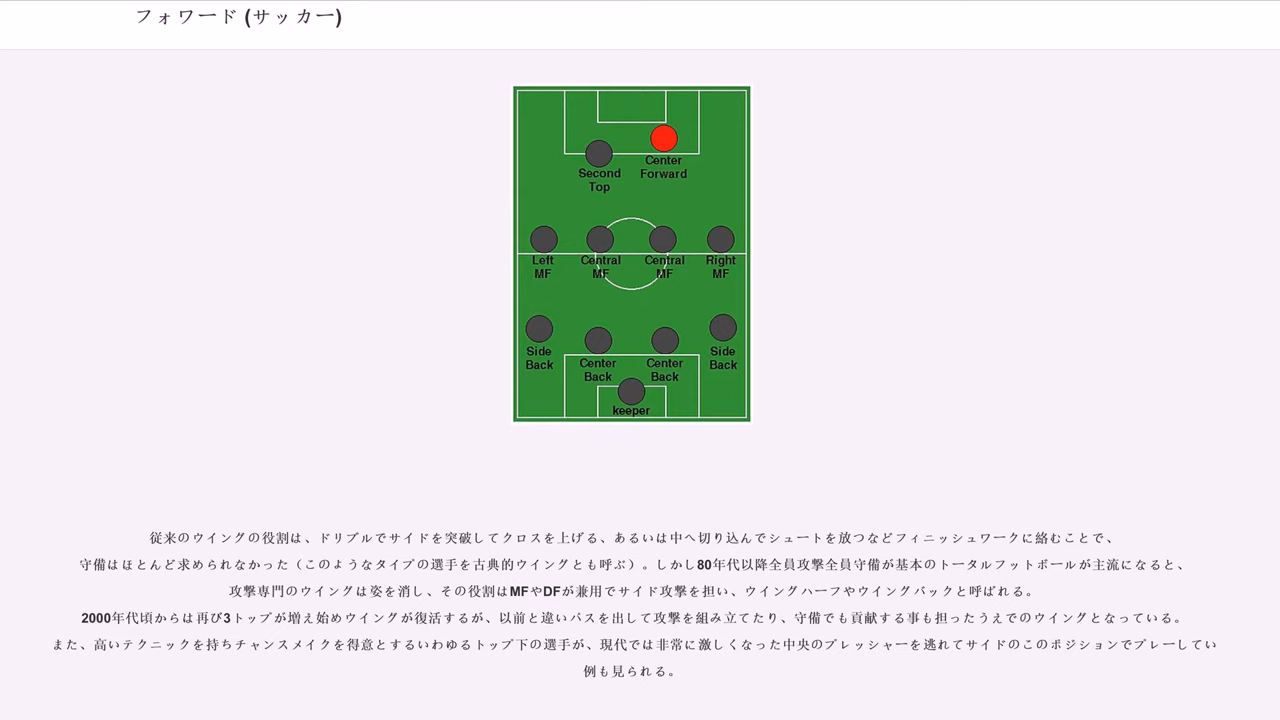 フォワード (サッカー)
Second Top
Center Forward
Left MF
Central MF
Central MF
Right MF
Side Back
Center Back
Center Back
Side Back
keeper
従来のウイングの役割は、ドリブルでサイドを突破してクロスを上げる、あるいは中へ切り込んでシュートを放つなどフィニッシュワークに絡むことで、
守備はほとんど求められなかった（このようなタイプの選手を古典的ウイングとも呼ぶ）。しかし80年代以降全員攻撃全員守備が基本のトータルフットボールが主流になると、
攻撃専門のウイングは姿を消し、その役割はMFやDFが兼用でサイド攻撃を担い、ウイングハーフやウイングバックと呼ばれる。
2000年代頃からは再び3トップが増え始めウイングが復活するが、以前と違いパスを出して攻撃を組み立てたり、守備でも貢献する事も担ったうえでのウイングとなっている。
また、高いテクニックを持ちチャンスメイクを得意とするいわゆるトップ下の選手が、現代では非常に激しくなった中央のプレッシャーを逃れてサイドのこのポジションでプレーしてい
例も見られる。